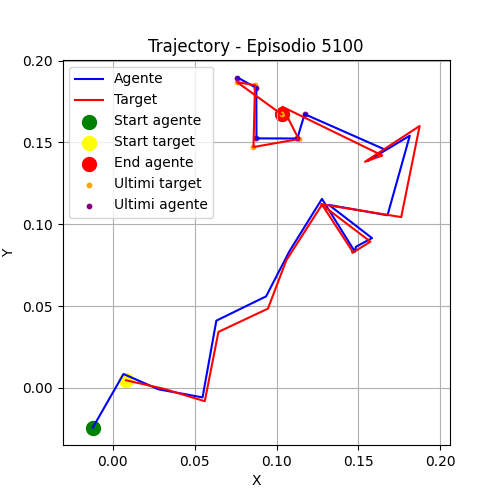 Trajectory - Episodio 5100
Agente
Target
Start agente
Start target
End agente
Ultimi target
Ultimi agente
0.20
0.15
0.10
0.05
0.00
Y
0.00 0.05 0.10 0.15 0.20
X